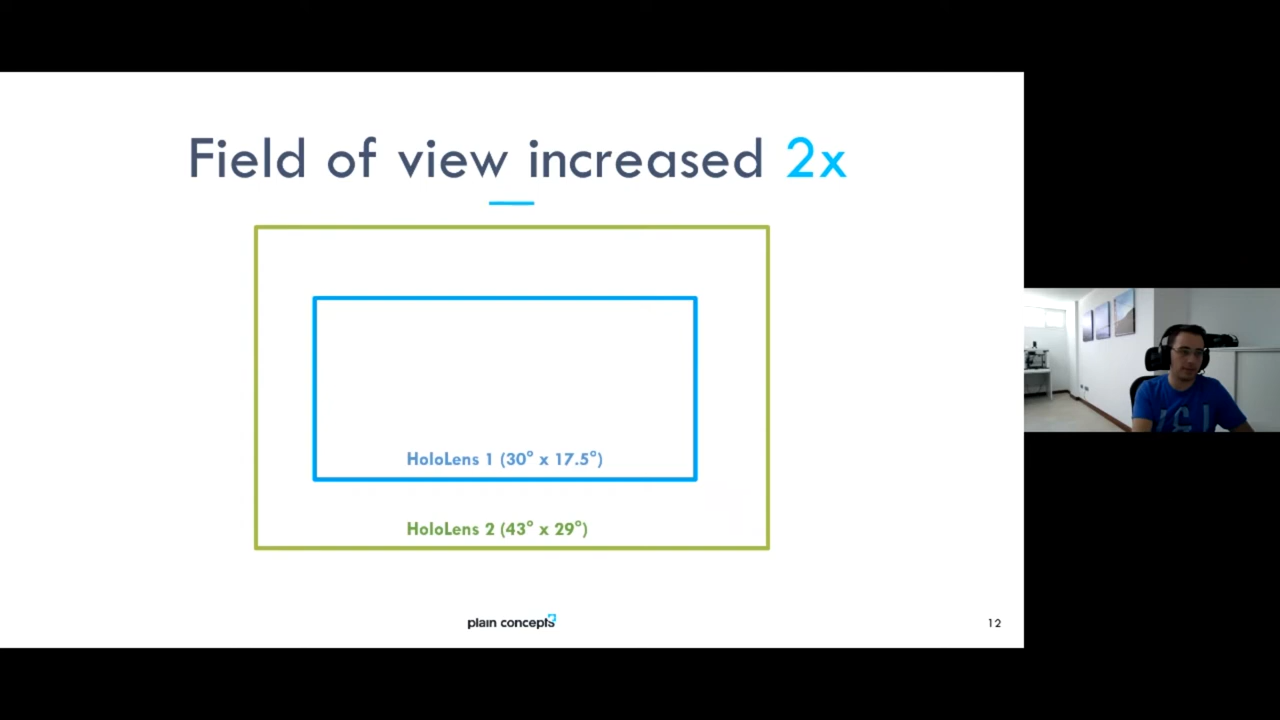 Field of view increased 2x
HoloLens 1 (30° x 17.5°)
HoloLens 2 (43° x 29°)
plain concepts
12